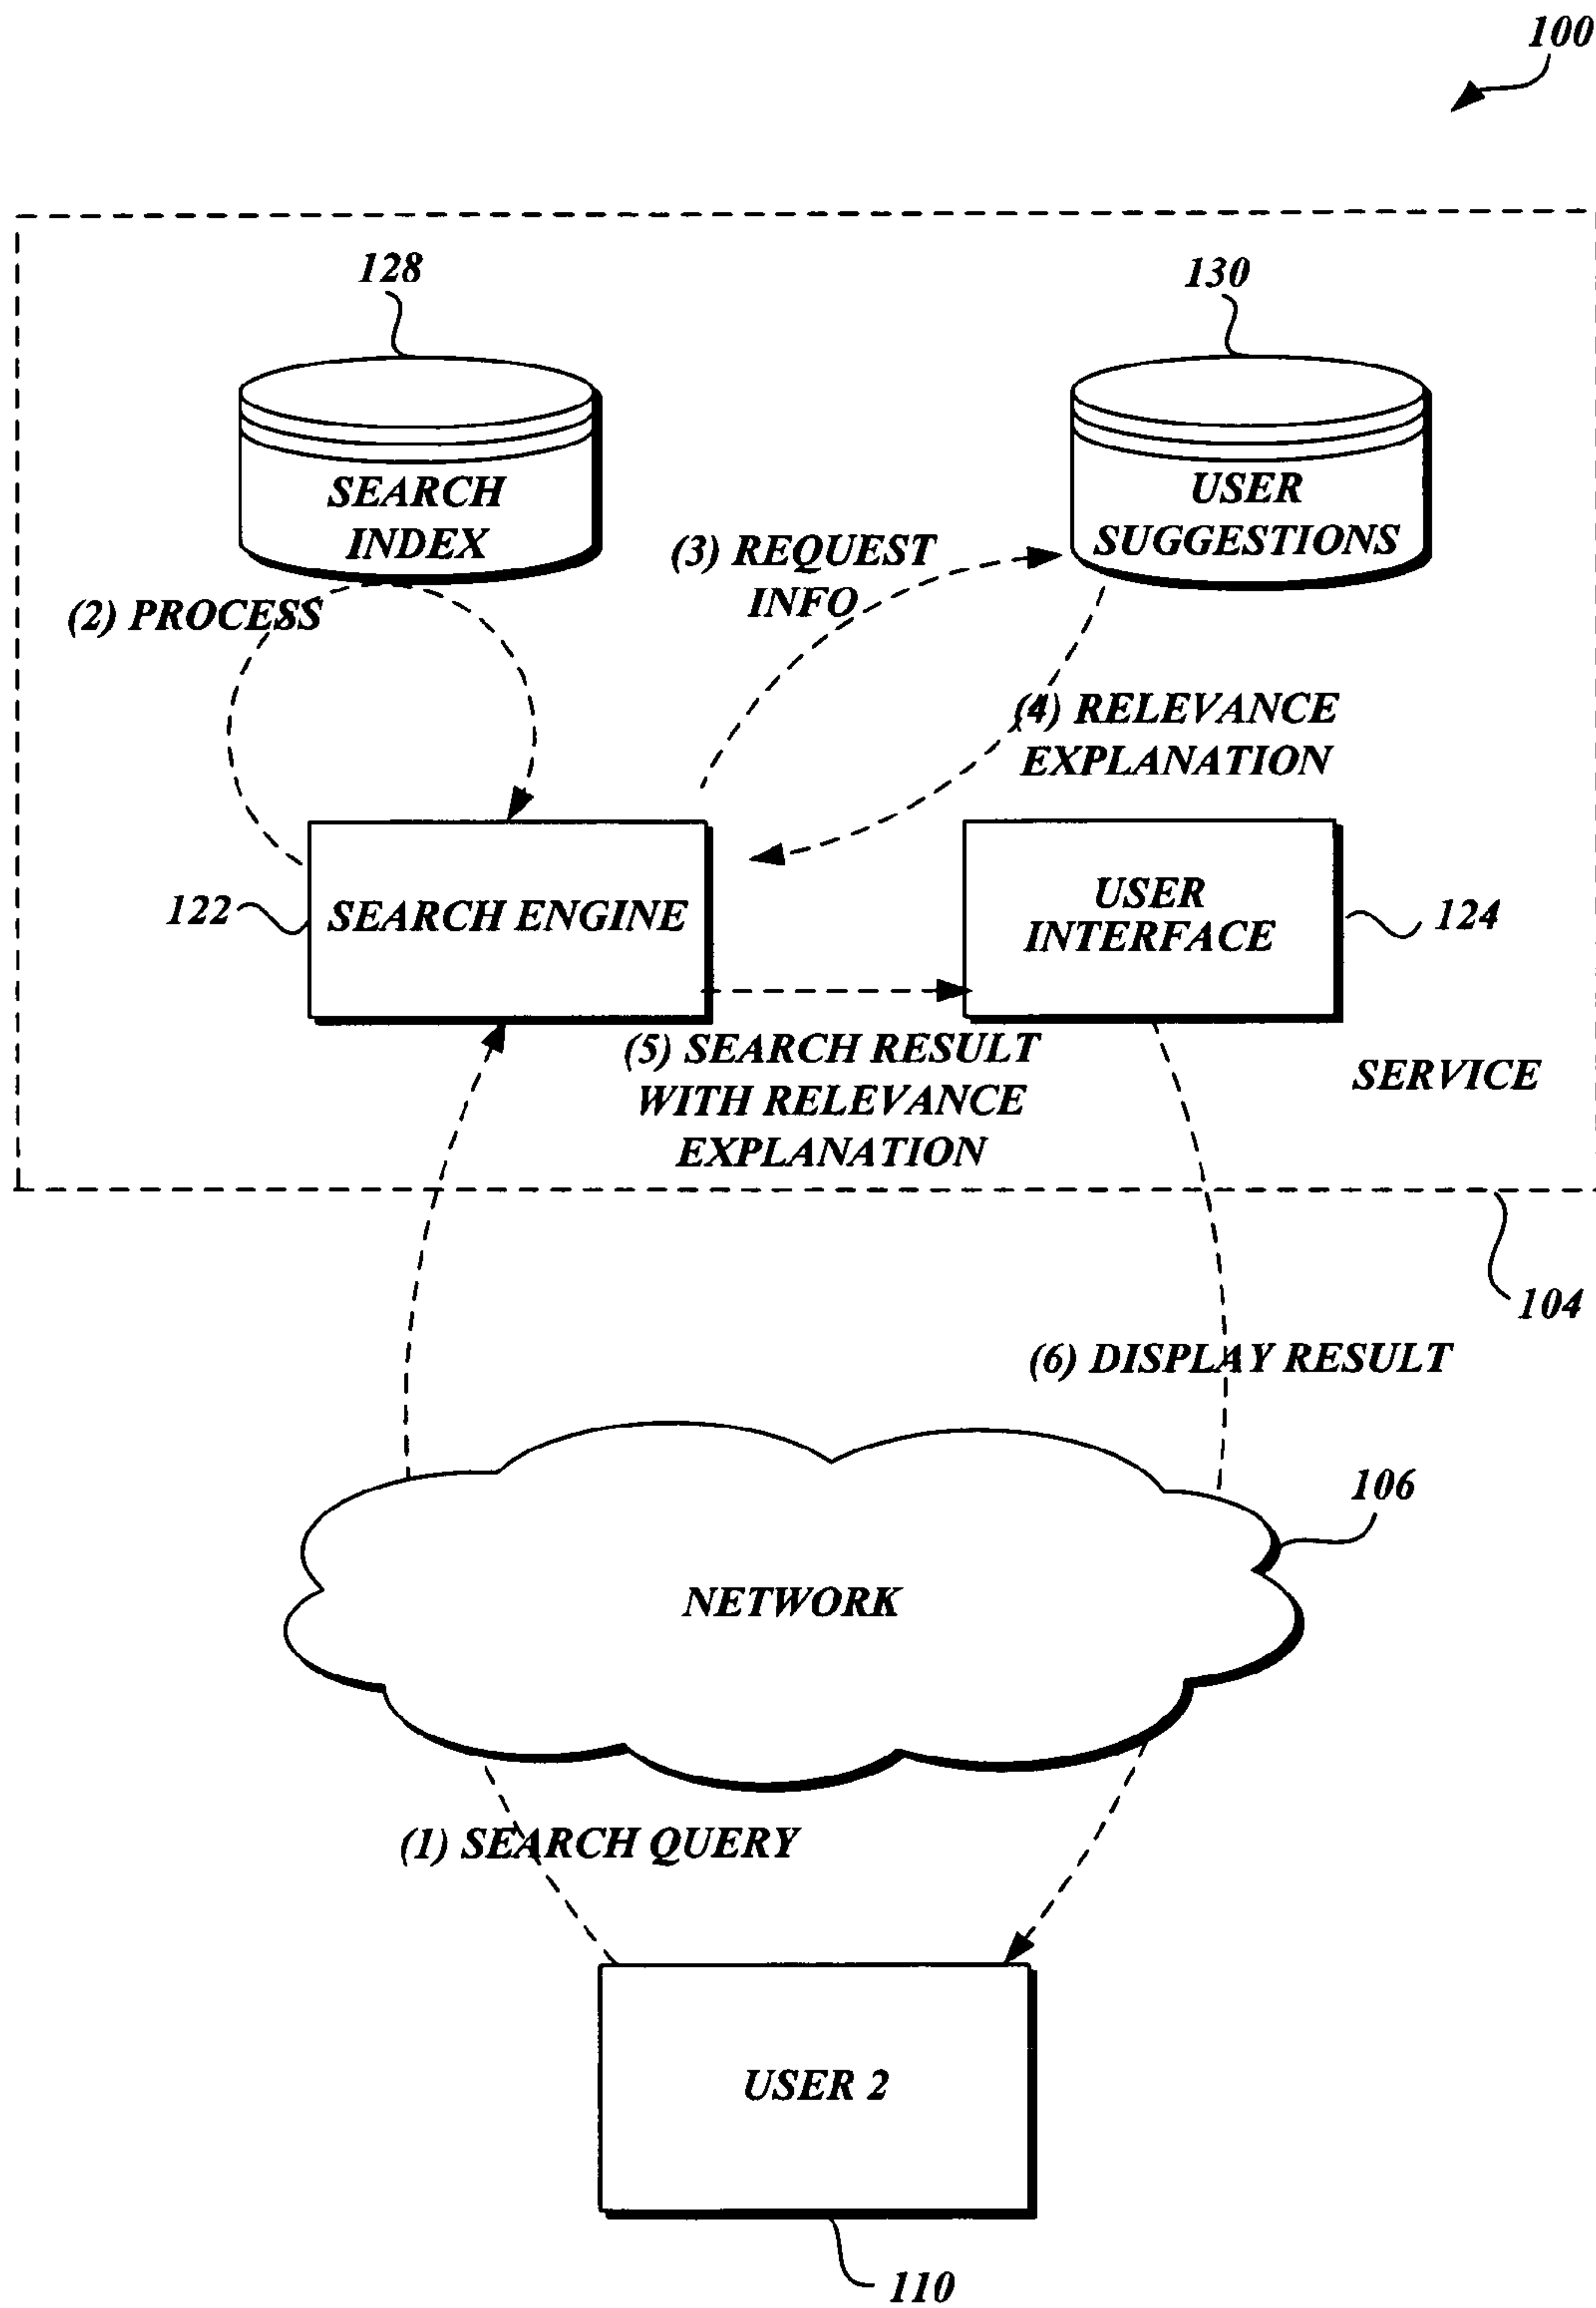 100
128
130
SEARCH
INDEX
USER
SUGGESTIONS
(3) REQUEST
INFO
(2) PROCESS
(4) RELEVANCE
EXPLANATION
122
SEARCH ENGINE
USER
INTERFACE
124
(5) SEARCH RESULT
WITH RELEVANCE
EXPLANATION
SERVICE
104
(6) DISPLAY RESULT
106
NETWORK
(1) SEARCH QUERY
USER 2
110